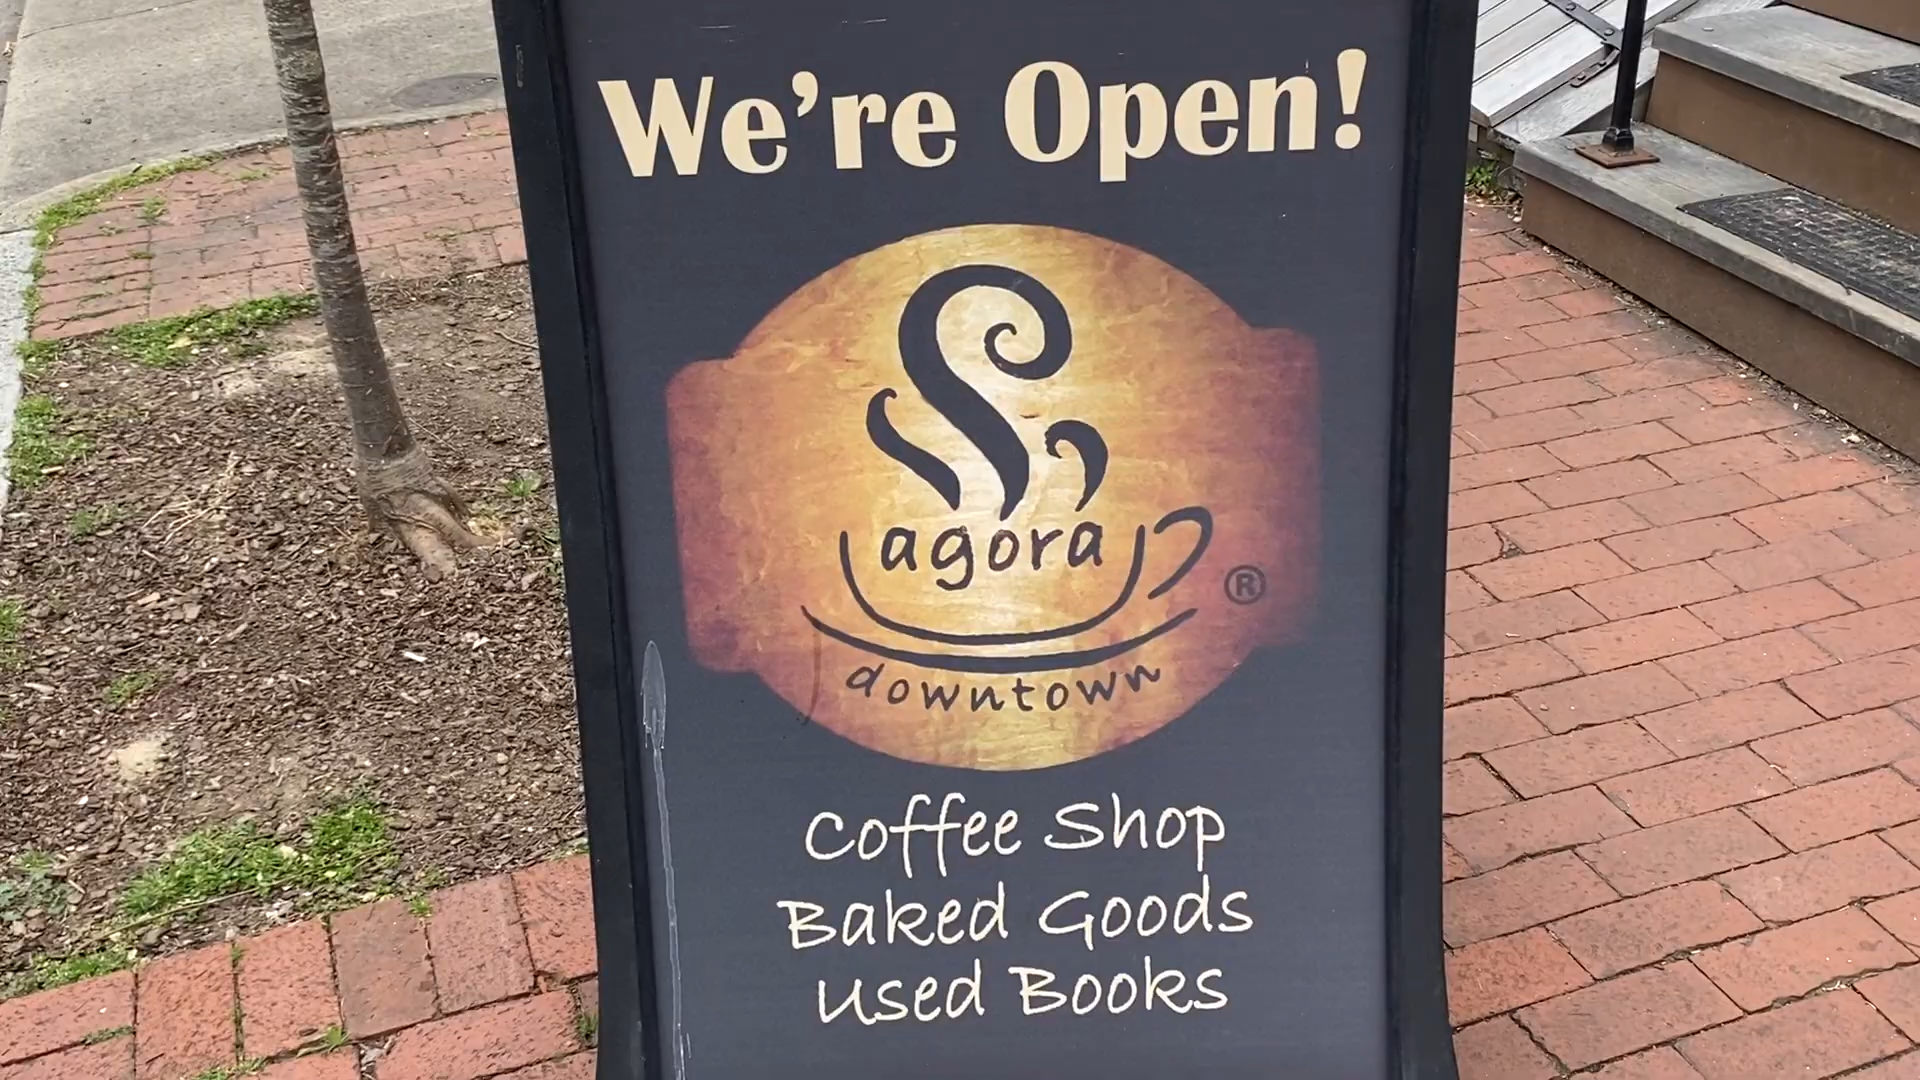 We're Open!
agora
®
downtown
Coffee Shop
Baked Goods
Used Books